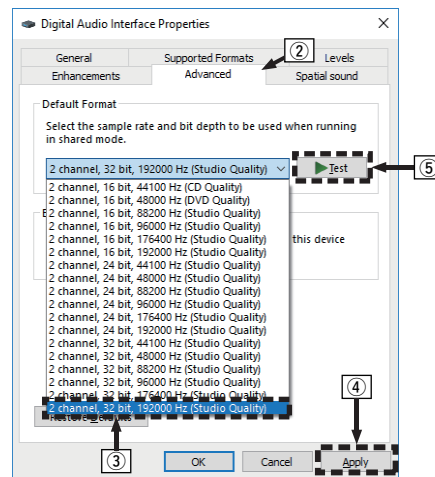 Digital Audio Interface Properties
General Supported Formats Levels
②
Enhancements Advanced Spatial sound
Default Format
Select the sample rate and bit depth to be used when running
in shared mode.
2 channel, 32 bit, 192000 Hz (Studio Quality) Test
⑤
2 channel, 16 bit, 44100 Hz (CD Quality)
2 channel, 16 bit, 48000 Hz (DVD Quality)
2 channel, 16 bit, 88200 Hz (Studio Quality)
2 channel, 16 bit, 96000 Hz (Studio Quality)
2 channel, 16 bit, 176400 Hz (Studio Quality) this device
2 channel, 16 bit, 192000 Hz (Studio Quality)
2 channel, 24 bit, 44100 Hz (Studio Quality)
2 channel, 24 bit, 48000 Hz (Studio Quality)
2 channel, 24 bit, 88200 Hz (Studio Quality)
2 channel, 24 bit, 96000 Hz (Studio Quality)
2 channel, 24 bit, 176400 Hz (Studio Quality)
2 channel, 24 bit, 192000 Hz (Studio Quality)
2 channel, 32 bit, 44100 Hz (Studio Quality)
2 channel, 32 bit, 48000 Hz (Studio Quality)
2 channel, 32 bit, 88200 Hz (Studio Quality)
2 channel, 32 bit, 96000 Hz (Studio Quality)
2 channel, 32 bit, 176400 Hz (Studio Quality)
2 channel, 32 bit, 192000 Hz (Studio Quality)
④
Restore Defaults
③
OK Cancel Apply